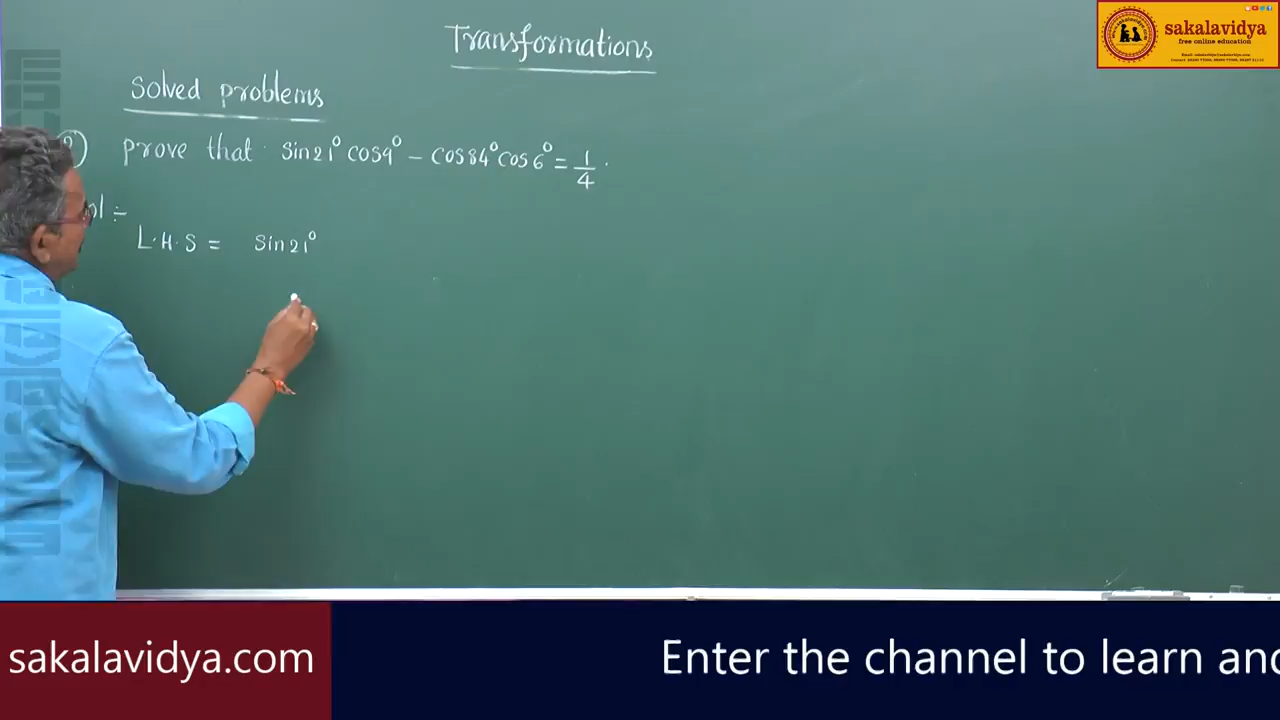 Transformations
sakalavidya
free online education
Solved problems
prove that sin21° cos9° - cos84° cos6° = 1/4.
L.H.S = sin21°
sakalavidya.com
Enter the channel to learn and